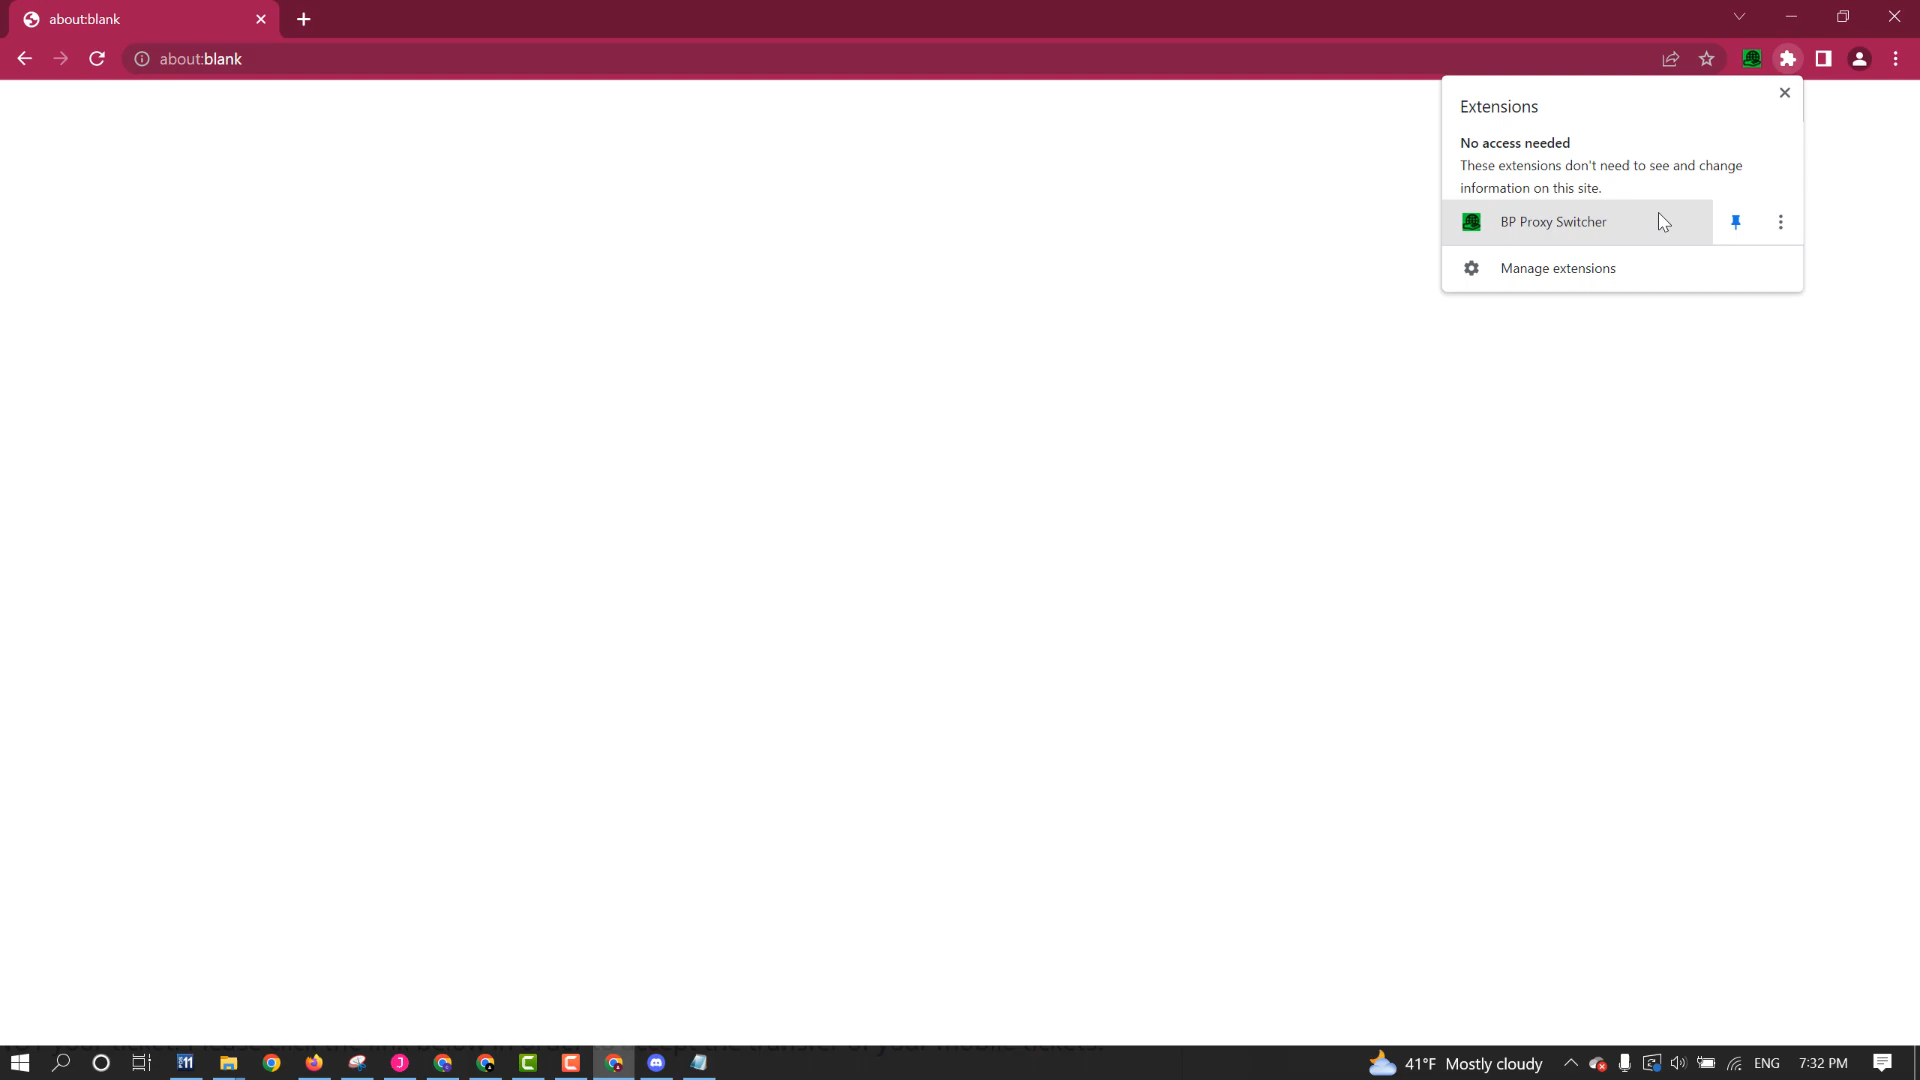 about:blank
about:blank
Extensions
No access needed
These extensions don't need to see and change
information on this site.
BP Proxy Switcher
Manage extensions
41°F Mostly cloudy
ENG
7:32 PM